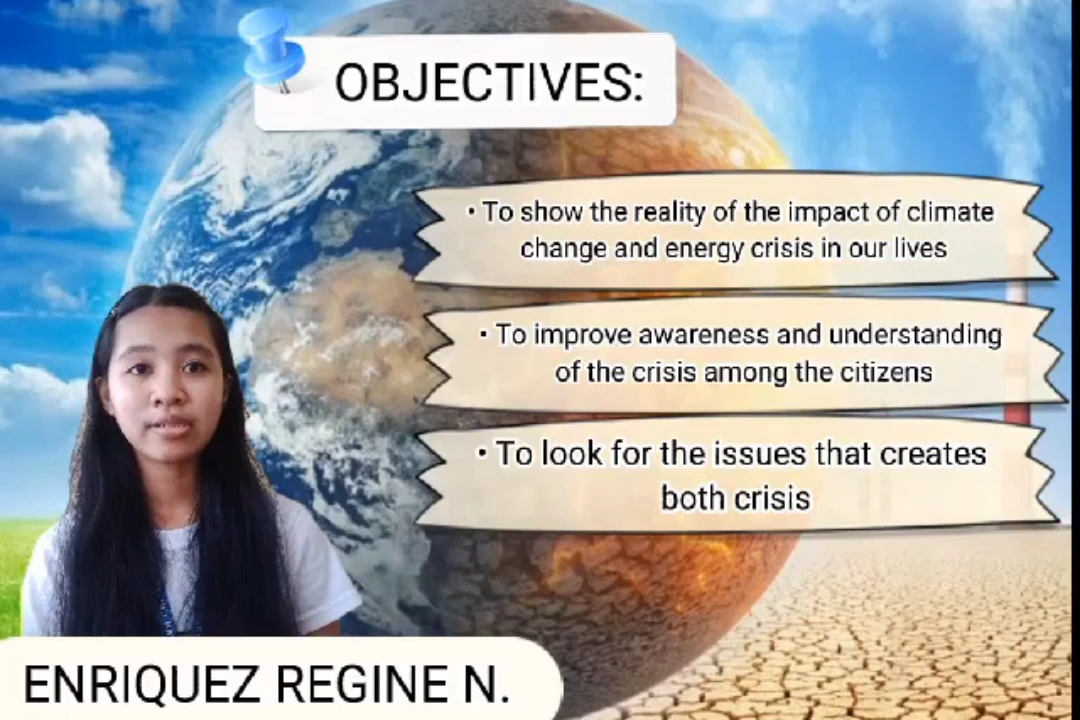 OBJECTIVES:
• To show the reality of the impact of climate
change and energy crisis in our lives
• To improve awareness and understanding
of the crisis among the citizens
• To look for the issues that creates
both crisis
ENRIQUEZ REGINE N.